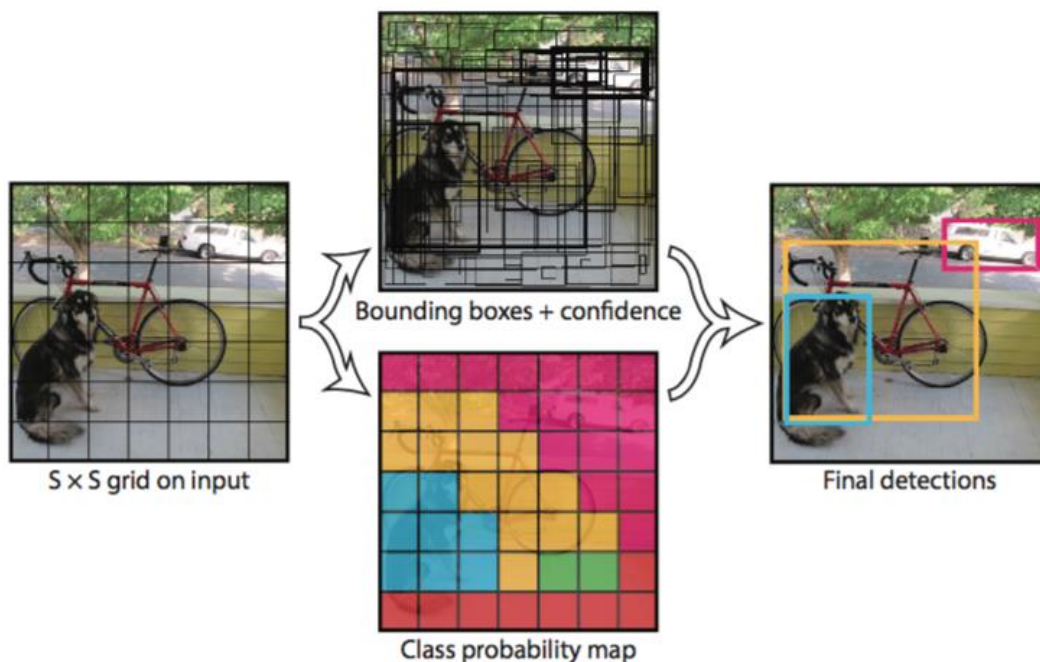 Bounding boxes + confidence
S × S grid on input
Final detections
Class probability map